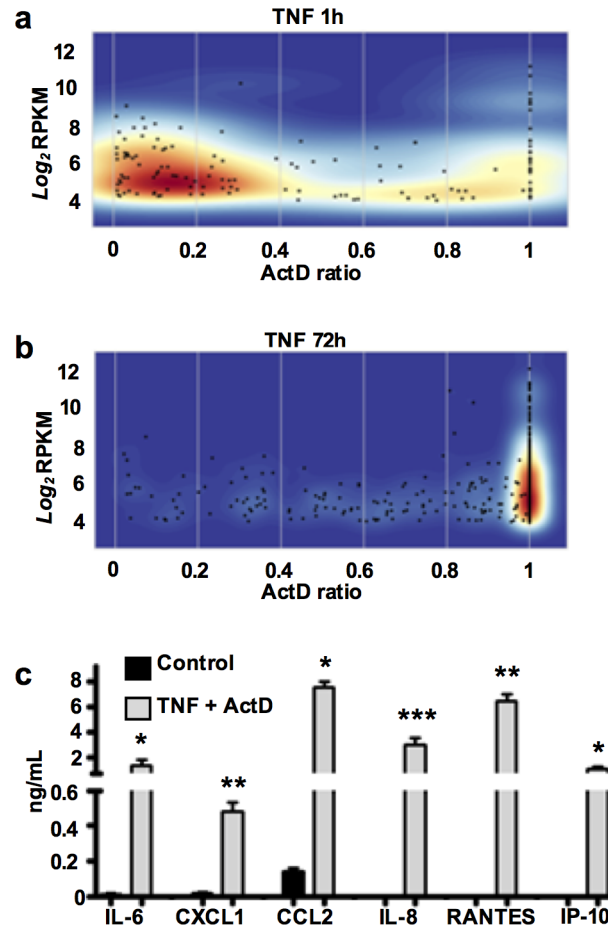 a
TNF 1h
12
10
8
6
4
Log2 RPKM
0 0.2 0.4 0.6 0.8 1
ActD ratio
b
TNF 72h
12
10
8
6
4
Log2 RPKM
0 0.2 0.4 0.6 0.8 1
ActD ratio
c
Control
TNF + ActD
8
6
4
2
0.6
0.4
0.2
0
ng/mL
* ** * *** ** *
IL-6 CXCL1 CCL2 IL-8 RANTES IP-10